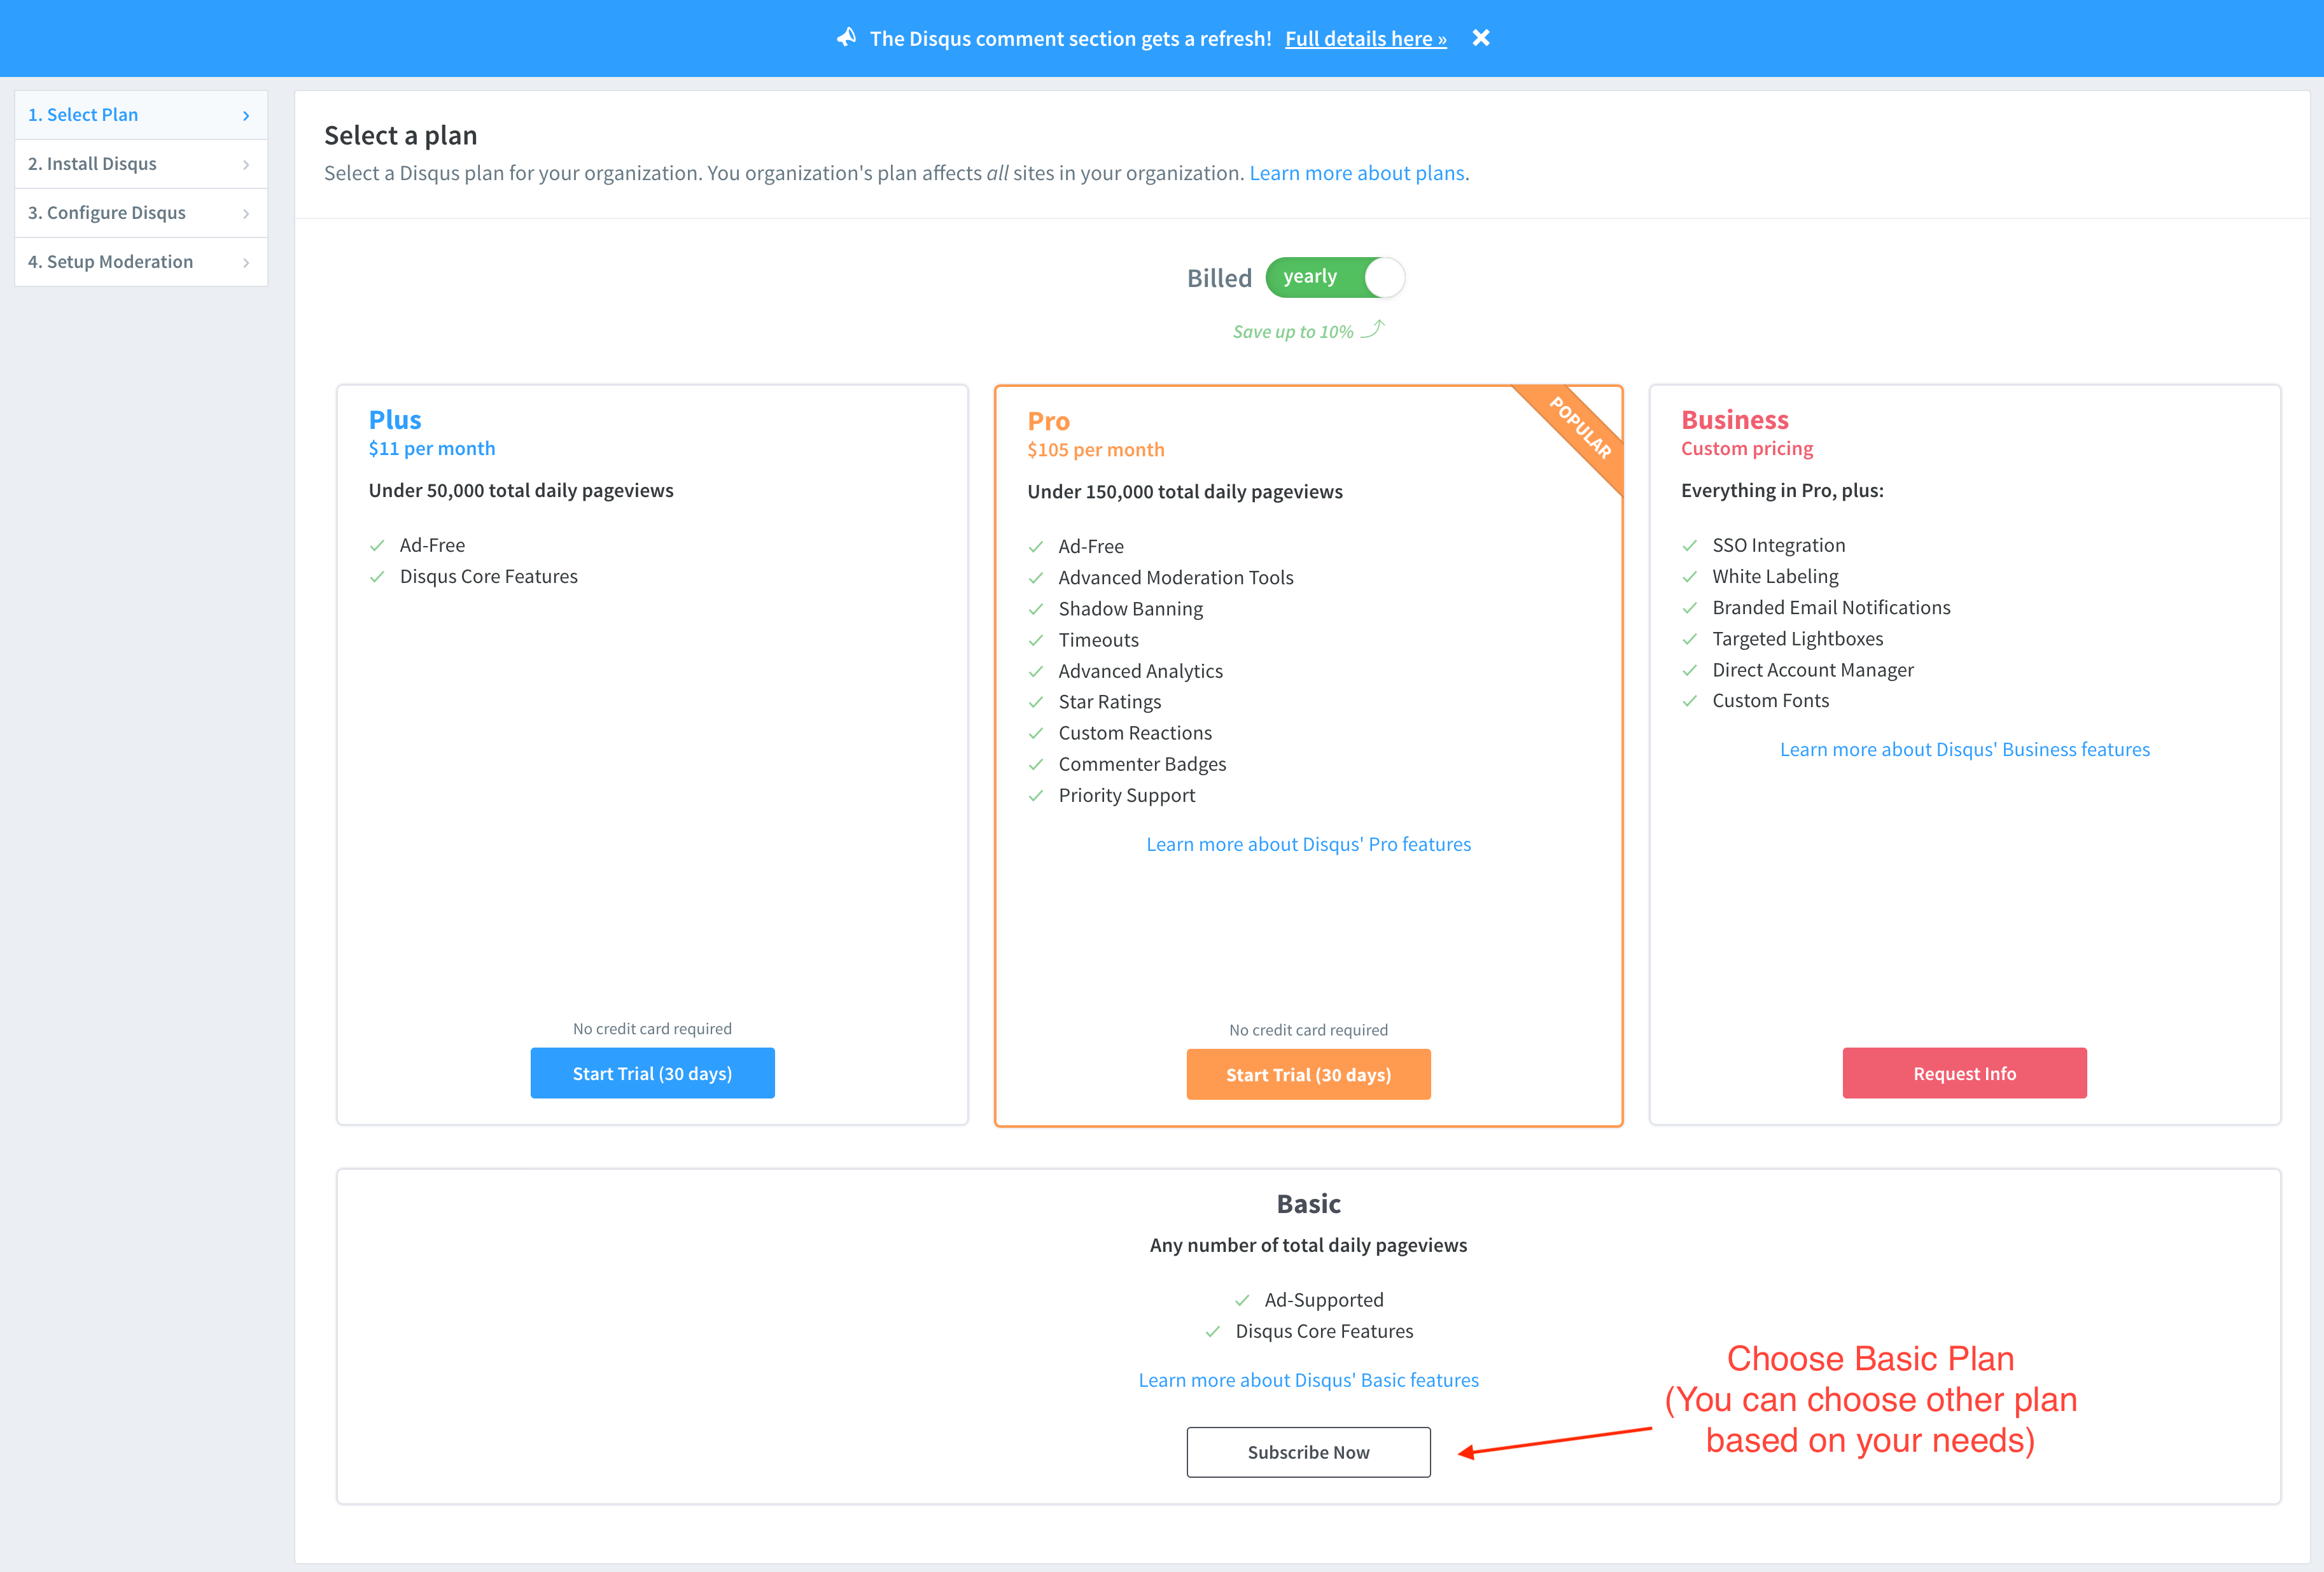 The Disqus comment section gets a refresh! Full details here »
1. Select Plan
2. Install Disqus
3. Configure Disqus
4. Setup Moderation
Select a plan
Select a Disqus plan for your organization. You organization's plan affects all sites in your organization. Learn more about plans.
Billed yearly
Save up to 10%
Plus
$11 per month
Under 50,000 total daily pageviews
Ad-Free
Disqus Core Features
No credit card required
Start Trial (30 days)
POPULAR
Pro
$105 per month
Under 150,000 total daily pageviews
Ad-Free
Advanced Moderation Tools
Shadow Banning
Timeouts
Advanced Analytics
Star Ratings
Custom Reactions
Commenter Badges
Priority Support
Learn more about Disqus' Pro features
No credit card required
Start Trial (30 days)
Business
Custom pricing
Everything in Pro, plus:
SSO Integration
White Labeling
Branded Email Notifications
Targeted Lightboxes
Direct Account Manager
Custom Fonts
Learn more about Disqus' Business features
Request Info
Basic
Any number of total daily pageviews
Ad-Supported
Disqus Core Features
Learn more about Disqus' Basic features
Subscribe Now
Choose Basic Plan
(You can choose other plan
based on your needs)